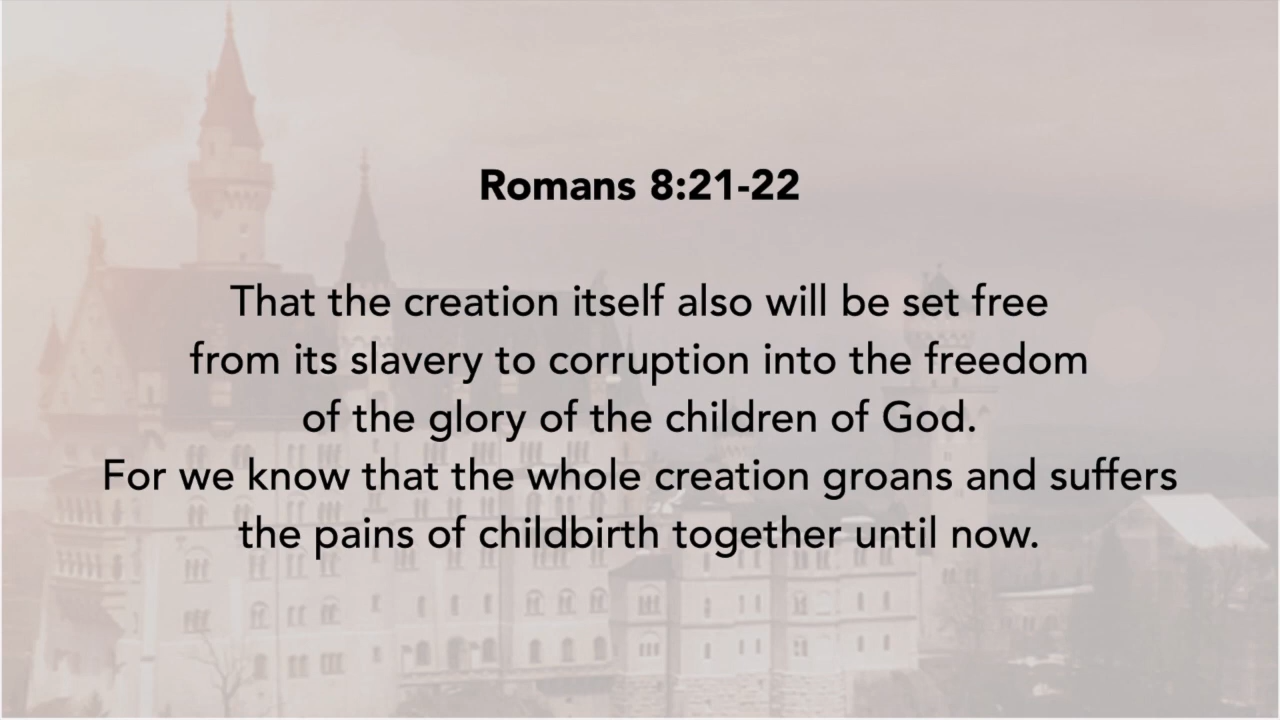 Romans 8:21-22
That the creation itself also will be set free
from its slavery to corruption into the freedom
of the glory of the children of God.
For we know that the whole creation groans and suffers
the pains of childbirth together until now.